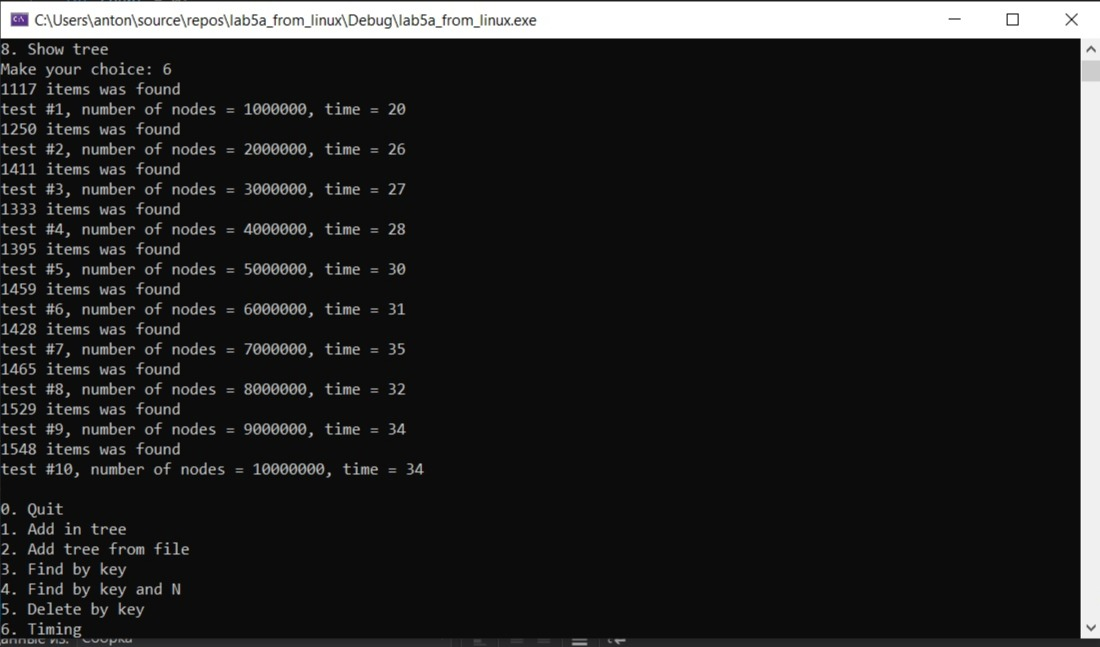 C:\Users\anton\source\repos\lab5a_from_linux\Debug\lab5a_from_linux.exe
8. Show tree
Make your choice: 6
1117 items was found
test #1, number of nodes = 1000000, time = 20
1250 items was found
test #2, number of nodes = 2000000, time = 26
1411 items was found
test #3, number of nodes = 3000000, time = 27
1333 items was found
test #4, number of nodes = 4000000, time = 28
1395 items was found
test #5, number of nodes = 5000000, time = 30
1459 items was found
test #6, number of nodes = 6000000, time = 31
1428 items was found
test #7, number of nodes = 7000000, time = 35
1465 items was found
test #8, number of nodes = 8000000, time = 32
1529 items was found
test #9, number of nodes = 9000000, time = 34
1548 items was found
test #10, number of nodes = 10000000, time = 34
0. Quit
1. Add in tree
2. Add tree from file
3. Find by key
4. Find by key and N
5. Delete by key
6. Timing